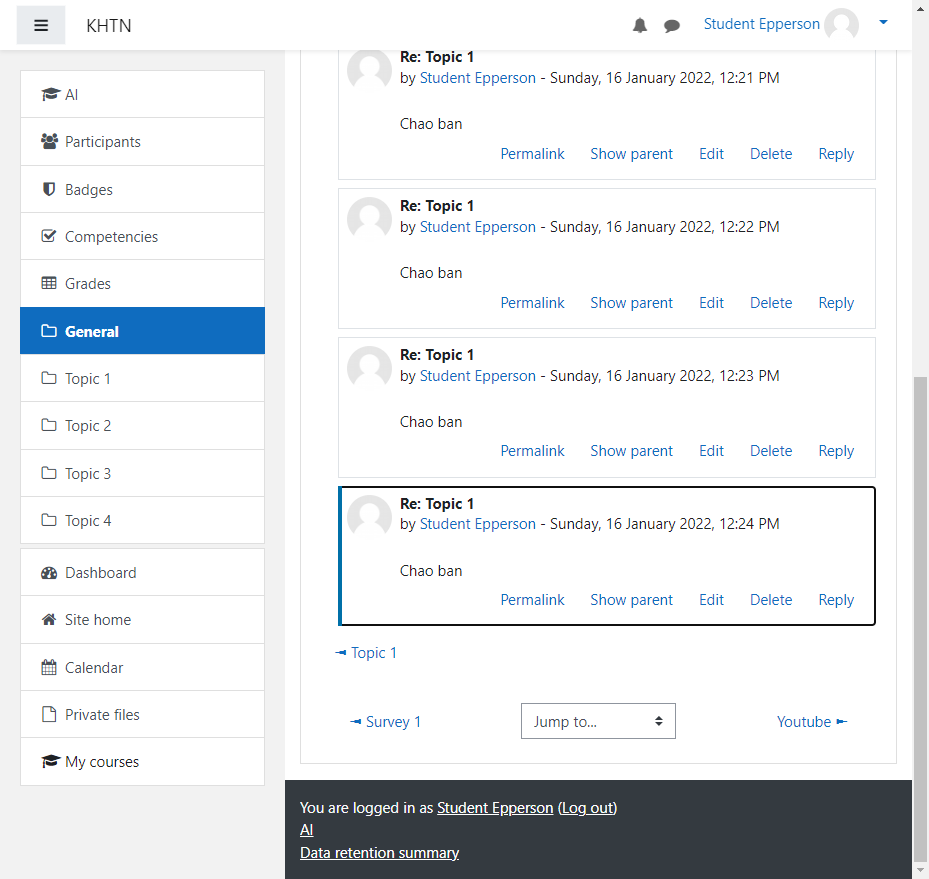 KHTN
Student Epperson
AI
Participants
Badges
Competencies
Grades
General
Topic 1
Topic 2
Topic 3
Topic 4
Dashboard
Site home
Calendar
Private files
My courses
Re: Topic 1
by Student Epperson - Sunday, 16 January 2022, 12:21 PM
Chao ban
Permalink Show parent Edit Delete Reply
Re: Topic 1
by Student Epperson - Sunday, 16 January 2022, 12:22 PM
Chao ban
Permalink Show parent Edit Delete Reply
Re: Topic 1
by Student Epperson - Sunday, 16 January 2022, 12:23 PM
Chao ban
Permalink Show parent Edit Delete Reply
Re: Topic 1
by Student Epperson - Sunday, 16 January 2022, 12:24 PM
Chao ban
Permalink Show parent Edit Delete Reply
◄ Topic 1
◄ Survey 1 Jump to... Youtube ►
You are logged in as Student Epperson (Log out)
AI
Data retention summary